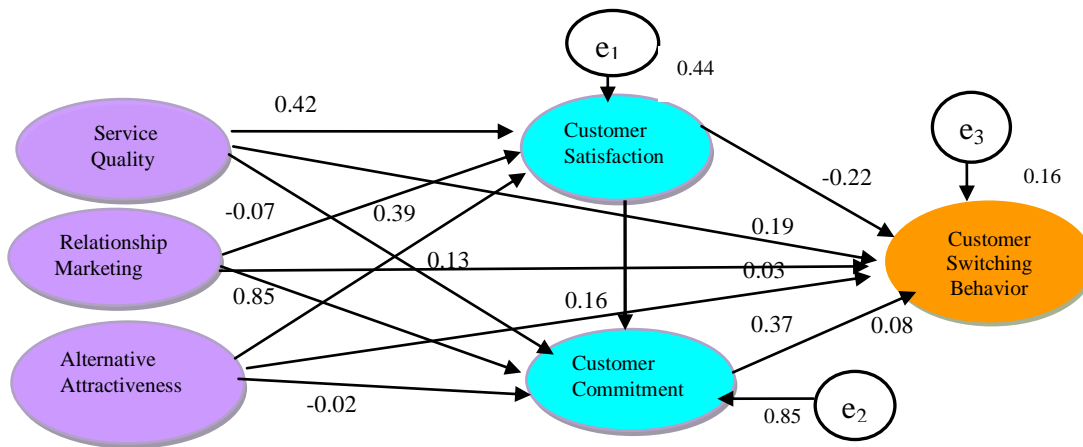 e1
0.44
0.42
Service
Quality
Customer
Satisfaction
e3
0.16
-0.22
-0.07
0.39
0.19
Relationship
Marketing
0.13
0.03
Customer
Switching
Behavior
0.85
0.16
0.37
0.08
Alternative
Attractiveness
Customer
Commitment
-0.02
0.85
e2